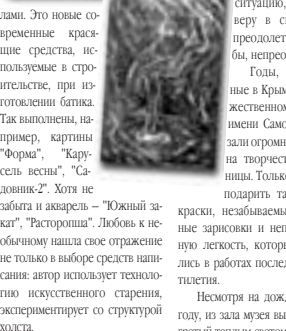 лами. Это новые со-
временные крася-
щие средства, ис-
пользуемые в стро-
ительстве, при из-
готовлении батика.
Так выполнены, на-
пример, картины
"Форма", "Кару-
сель весны", "Са-
довник-2". Хотя не
забыта и акварель – "Южный за-
кат", "Расторопша". Любовь к не-
обычному нашла свое отражение
не только в выборе средств напи-
сания: автор использует техноло-
гию искусственного старения,
экспериментирует со структурой
холста.
ситуацию,
веру в с
преодолет
бы, непрео
Годы,
ные в Крым
жественном
имени Само
зали огромн
на творчест
ницы. Только
подарить та
краски, незабываемы
ные зарисовки и неп
ную легкость, котор
лись в работах послед
тилетия.
Несмотря на дож
году, из зала музея вы